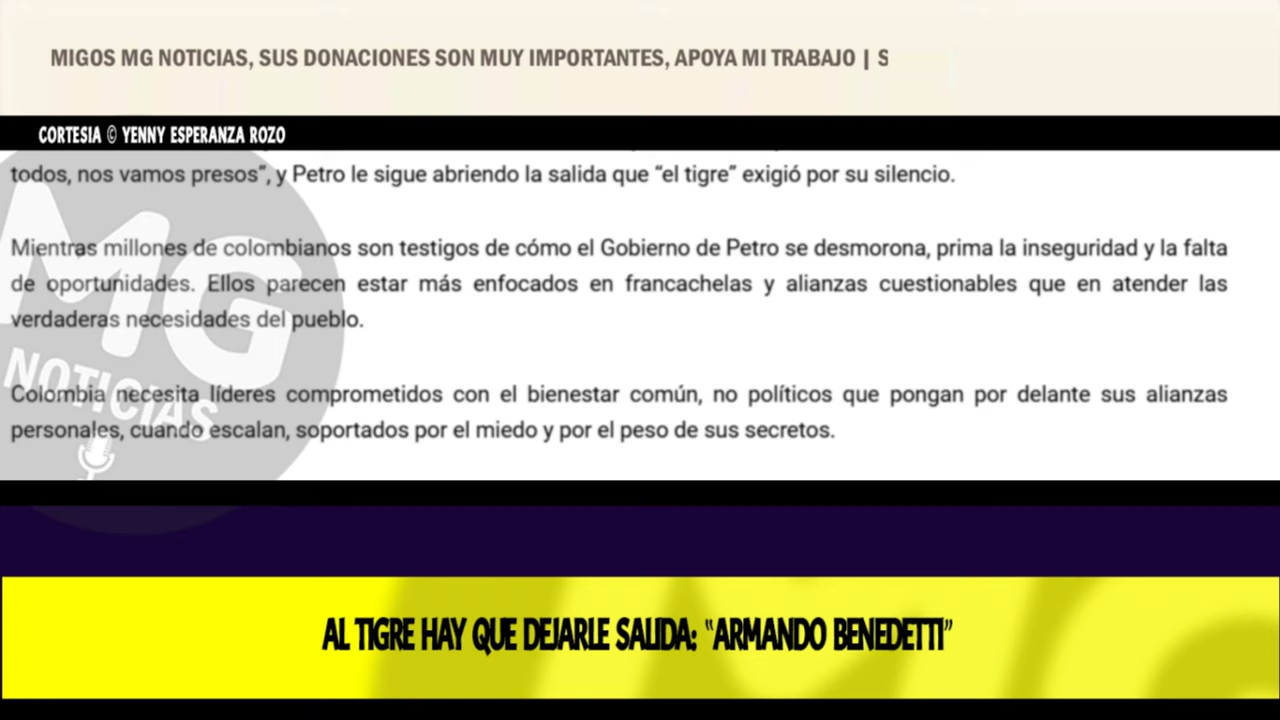 MIGOS MG NOTICIAS, SUS DONACIONES SON MUY IMPORTANTES, APOYA MI TRABAJO | S
CORTESIA © YENNY ESPERANZA ROZO
todos, nos vamos presos”, y Petro le sigue abriendo la salida que “el tigre” exigió por su silencio.
Mientras millones de colombianos son testigos de cómo el Gobierno de Petro se desmorona, prima la inseguridad y la falta
de oportunidades. Ellos parecen estar más enfocados en francachelas y alianzas cuestionables que en atender las
verdaderas necesidades del pueblo.
Colombia necesita líderes comprometidos con el bienestar común, no políticos que pongan por delante sus alianzas
personales, cuando escalan, soportados por el miedo y por el peso de sus secretos.
MG
NOTICIAS
AL TIGRE HAY QUE DEJARLE SALIDA: “ARMANDO BENEDETTI”